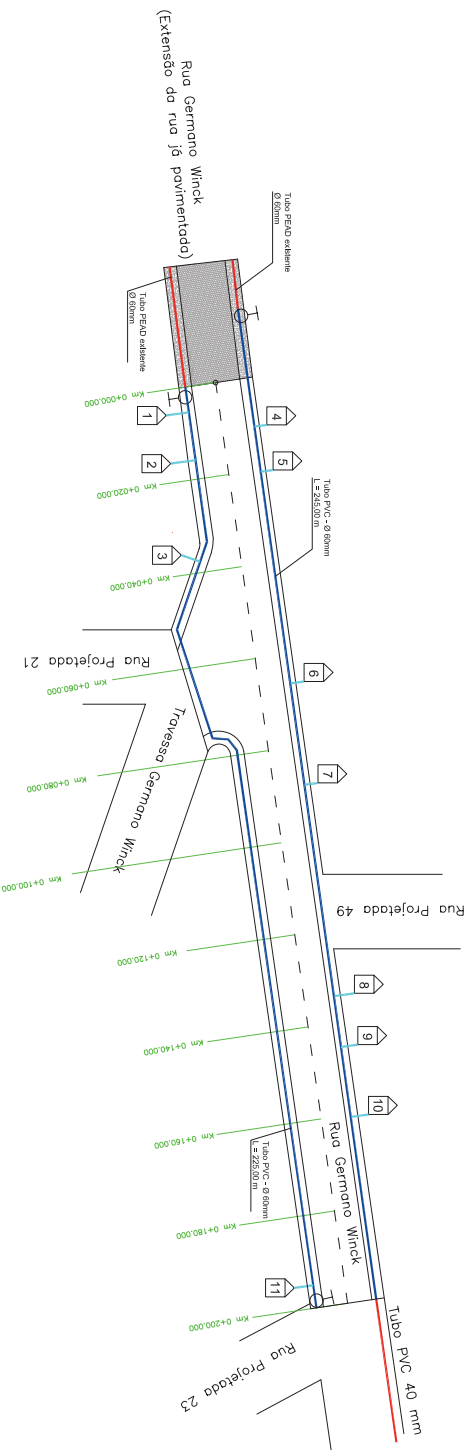 Rua Germano Winck
(Extensão da rua já pavimentada)
Tubo PEAD existente
Ø 60mm
Tubo PEAD existente
Ø 60mm
Km 0+000.000
1
4
2
5
Km 0+020.000
Tubo PVC - Ø 60mm
L = 245,00 m
3
Km 0+040.000
Rua Projetada 21
6
Km 0+060.000
Travessa Germano Winck
7
Km 0+080.000
Km 0+100.000
Rua Projetada 49
Km 0+120.000
8
Km 0+140.000
9
10
Km 0+160.000
Rua Germano Winck
Tubo PVC - Ø 60mm
L = 225,00 m
Km 0+180.000
11
Km 0+200.000
Tubo PVC 40 mm
Rua Projetada 23